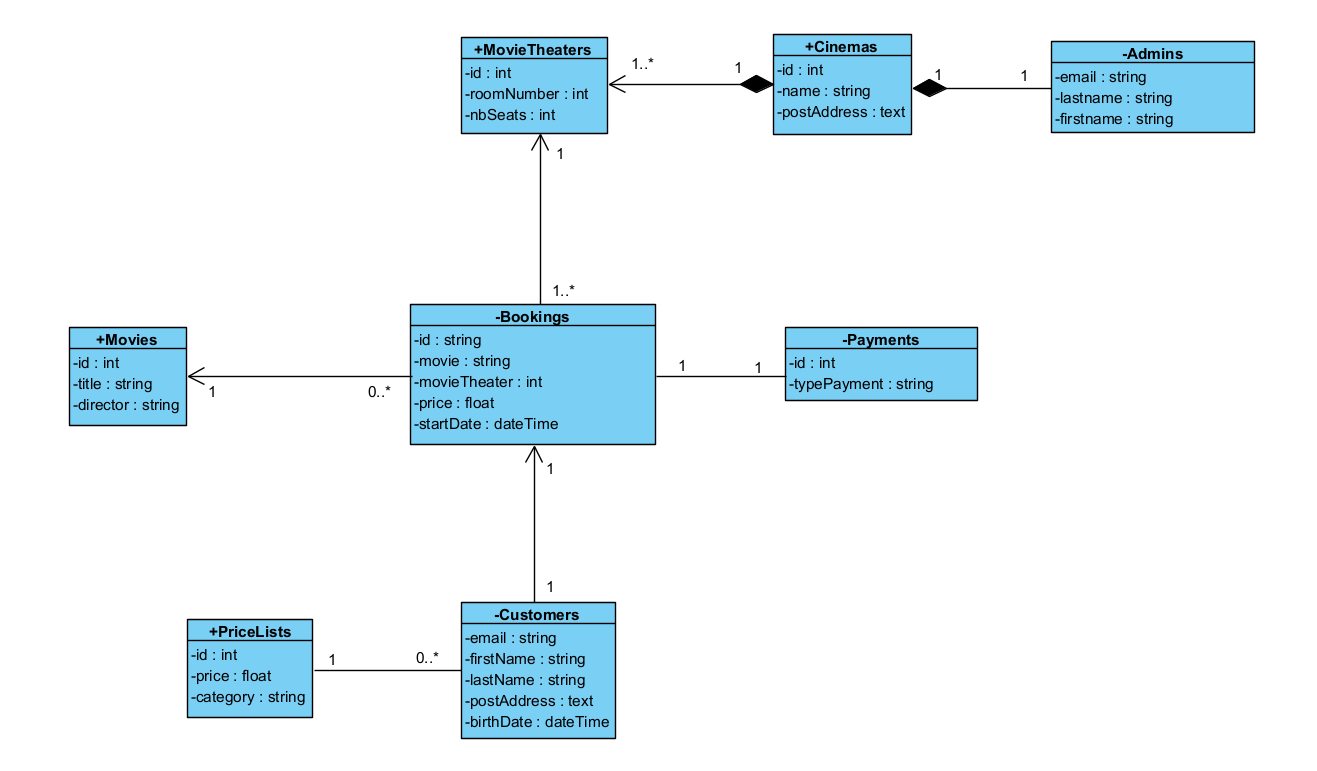 +MovieTheaters
-id : int
-roomNumber : int
-nbSeats : int
1..*
1
+Cinemas
-id : int
-name : string
-postAddress : text
1
1
-Admins
-email : string
-lastname : string
-firstname : string
1
1..*
+Movies
-id : int
-title : string
-director : string
1
0..*
-Bookings
-id : string
-movie : string
-movieTheater : int
-price : float
-startDate : dateTime
1
1
-Payments
-id : int
-typePayment : string
1
1
+PriceLists
-id : int
-price : float
-category : string
1
0..*
-Customers
-email : string
-firstName : string
-lastName : string
-postAddress : text
-birthDate : dateTime